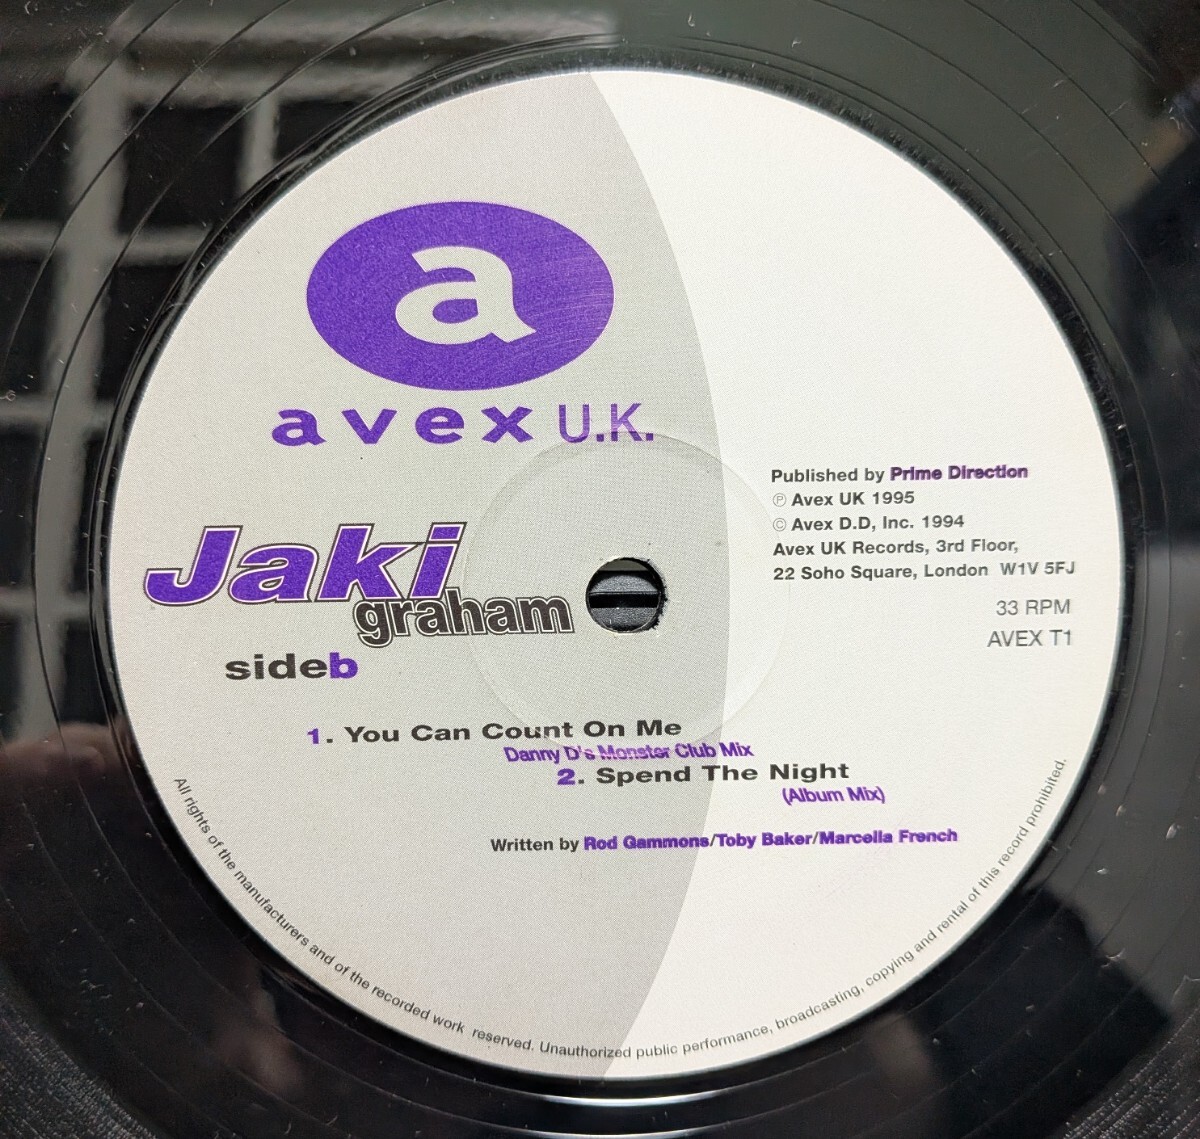 a
avex U.K.
Jaki
graham
sideb
Published by Prime Direction
℗ Avex UK 1995
© Avex D.D, Inc. 1994
Avex UK Records, 3rd Floor,
22 Soho Square, London W1V 5FJ
33 RPM
AVEX T1
1. You Can Count On Me
Danny D's Monster Club Mix
2. Spend The Night
(Album Mix)
Written by Rod Gammons/Toby Baker/Marcella French
All rights of the manufacturers and of the recorded work reserved. Unauthorized public performance, broadcasting, copying and rental of this record prohibited.